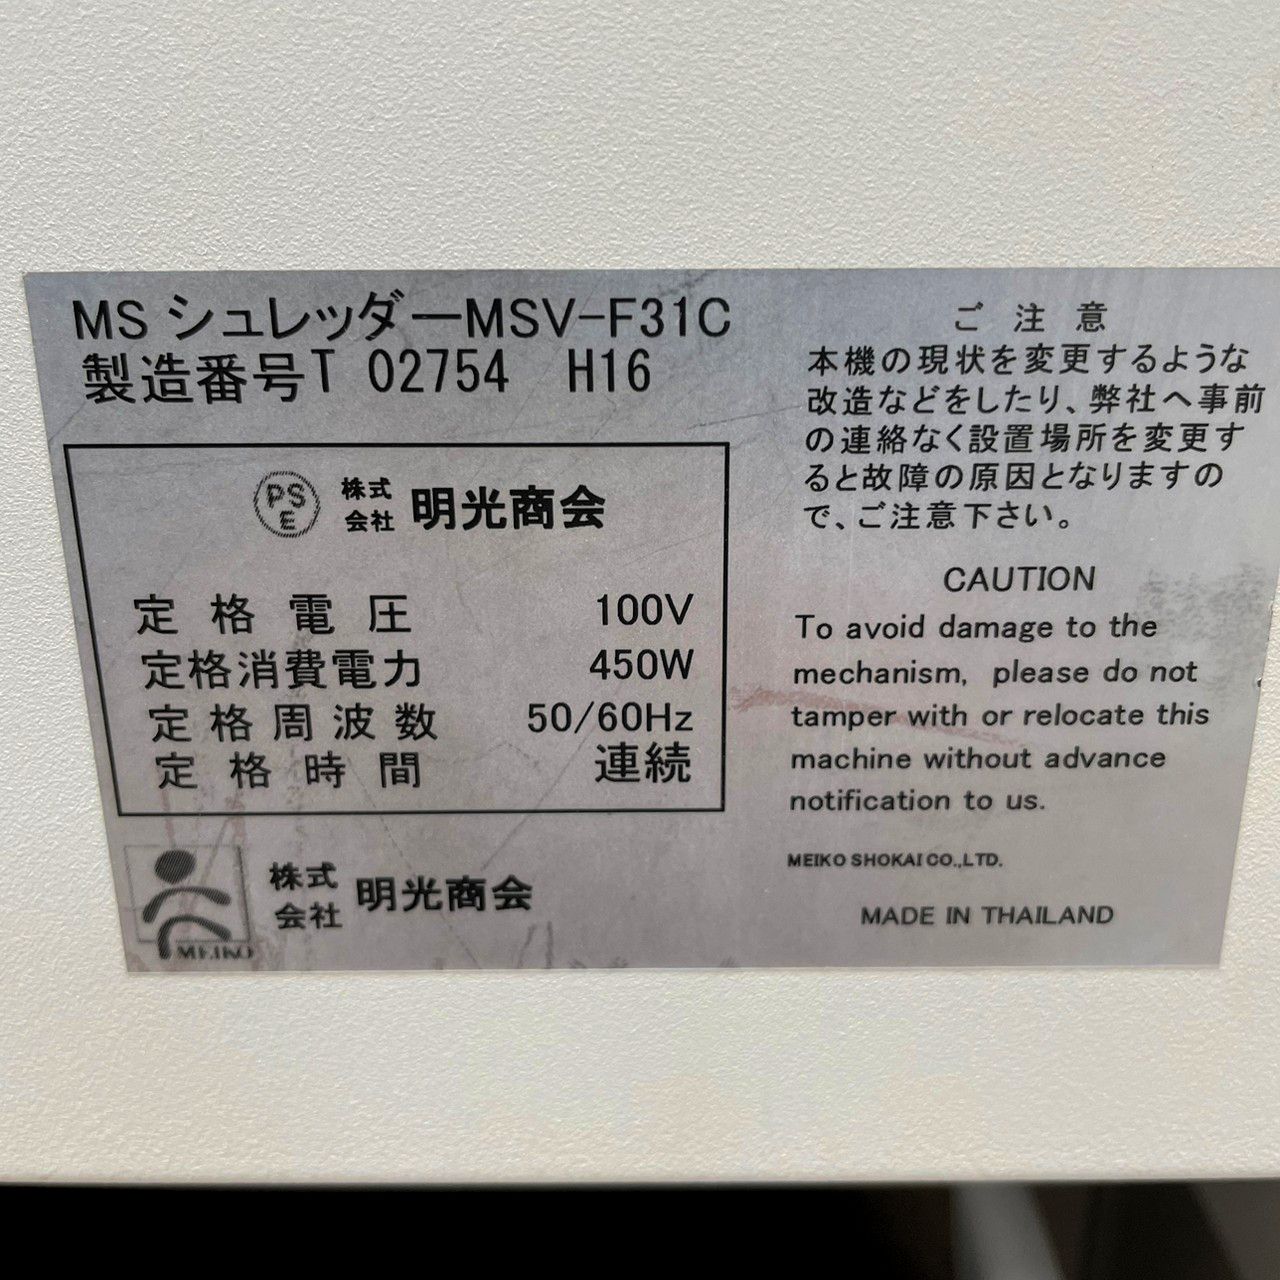 MS シュレッダーMSV-F31C
製造番号T 02754 H16
PS
E
株式
会社 明光商会
定格電圧 100V
定格消費電力 450W
定格周波数 50/60Hz
定格時間 連続
株式
会社 明光商会
MEIKO
ご注意
本機の現状を変更するような
改造などをしたり、弊社へ事前
の連絡なく設置場所を変更す
ると故障の原因となりますの
で、ご注意下さい。
CAUTION
To avoid damage to the
mechanism, please do not
tamper with or relocate this
machine without advance
notification to us.
MEIKO SHOKAI CO.,LTD.
MADE IN THAILAND